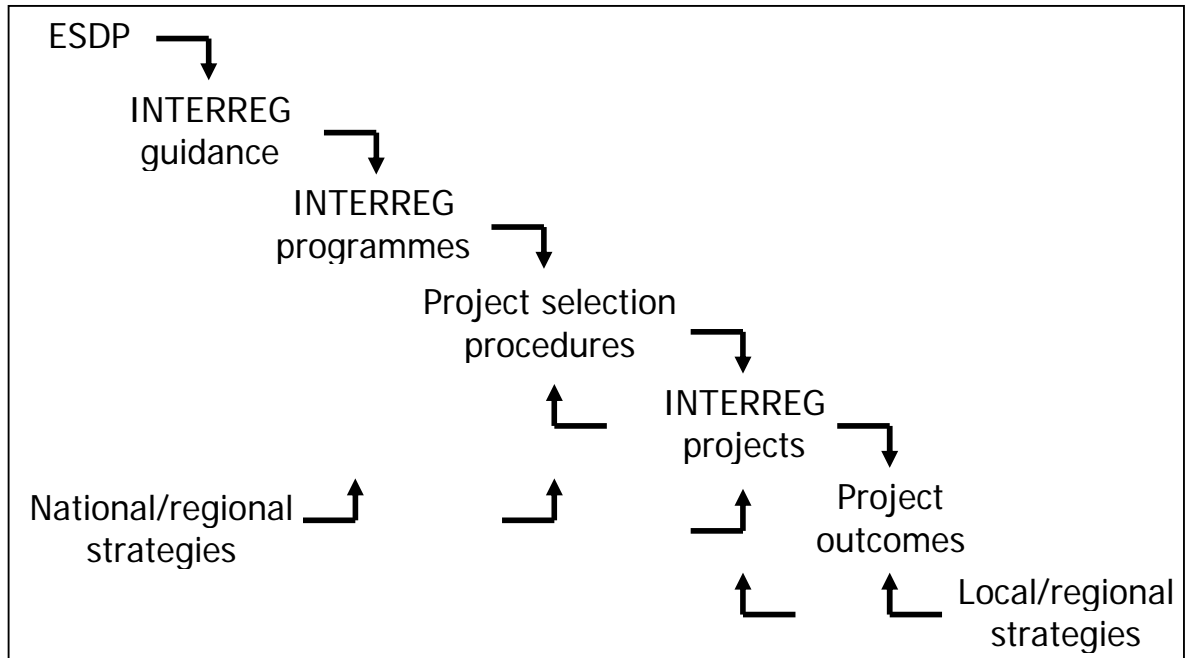 ESDP
INTERREG
guidance
INTERREG
programmes
Project selection
procedures
INTERREG
projects
National/regional
strategies
Project
outcomes
Local/regional
strategies